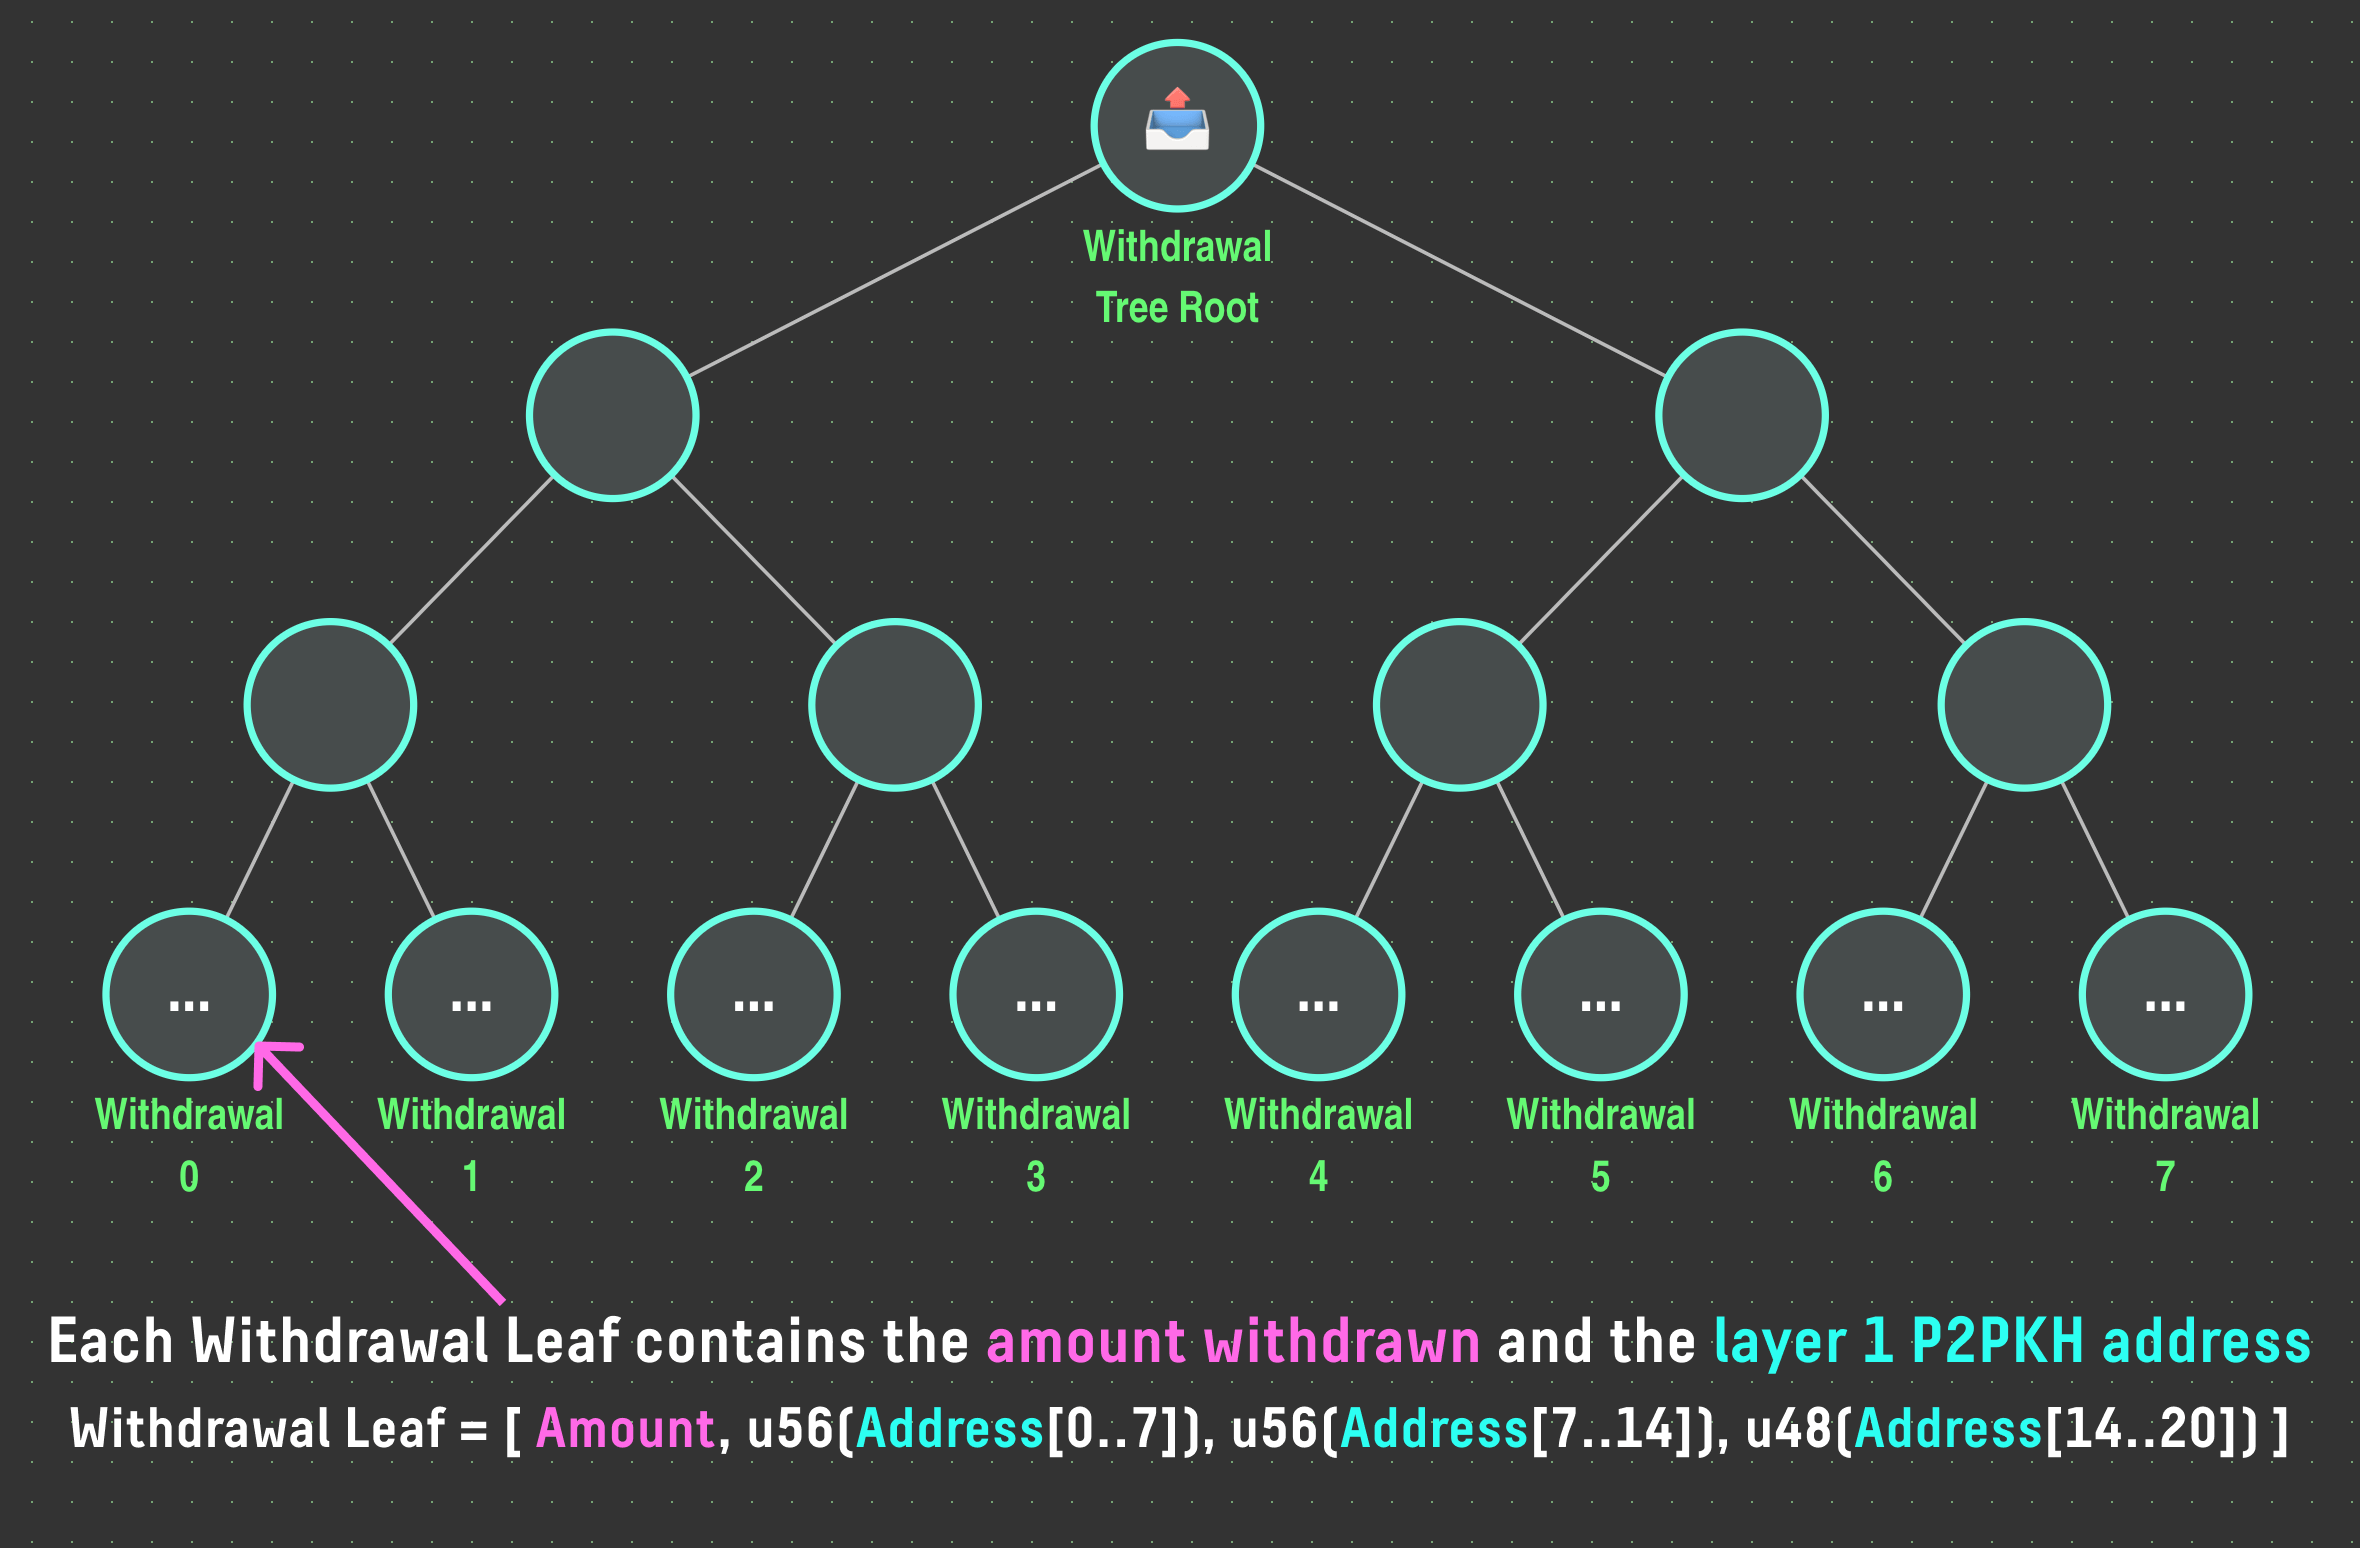 Withdrawal
Tree Root
...
...
...
...
...
...
...
...
Withdrawal
0
Withdrawal
1
Withdrawal
2
Withdrawal
3
Withdrawal
4
Withdrawal
5
Withdrawal
6
Withdrawal
7
Each Withdrawal Leaf contains the amount withdrawn and the layer 1 P2PKH address
Withdrawal Leaf = [ Amount, u56(Address[0..7]), u56(Address[7..14]), u48(Address[14..20]) ]